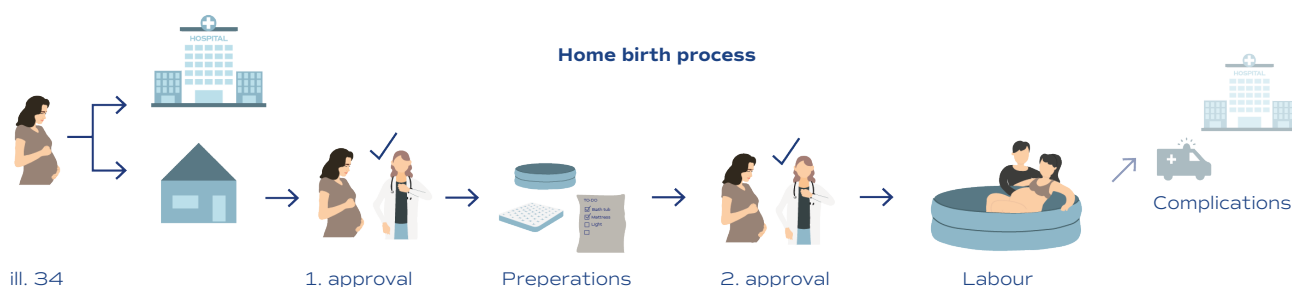 Home birth process
HOSPITAL
HOSPITAL
TO DO
Bath tub
Mattress
Light
Complications
ill. 34
1. approval
Preperations
2. approval
Labour